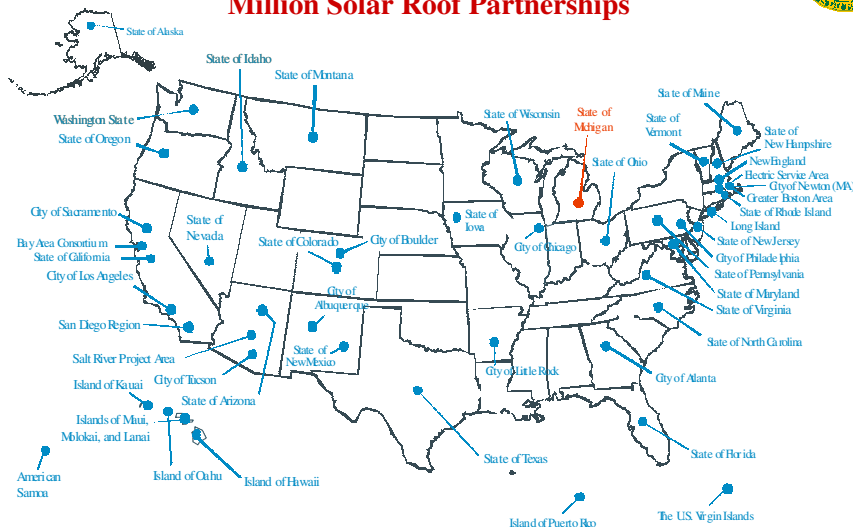 Million Solar Roof Partnerships
State of Alaska
State of Idaho
State of Montana
Washington State
State of Oregon
State of Wisconsin
State of
Michigan
State of Ohio
State of Maine
State of
Vermont
State of
New Hampshire
New England
Electric Service Area
City of Newton (MA)
Greater Boston Area
State of Rhode Island
Long Island
State of New Jersey
City of Philadelphia
State of Pennsylvania
State of Maryland
State of Virginia
State of North Carolina
City of Sacramento
Bay Area Consortium
State of California
City of Los Angeles
San Diego Region
Salt River Project Area
City of Tucson
State of Arizona
State of
Nevada
State of Colorado
City of Boulder
City of
Albuquerque
State of
New Mexico
State of
Iowa
City of Chicago
City of Little Rock
City of Atlanta
State of Texas
State of Florida
Island of Kauai
Islands of Maui,
Molokai, and Lanai
Island of Oahu
Island of Hawaii
American
Samoa
Island of Puerto Rico
The U.S. Virgin Islands